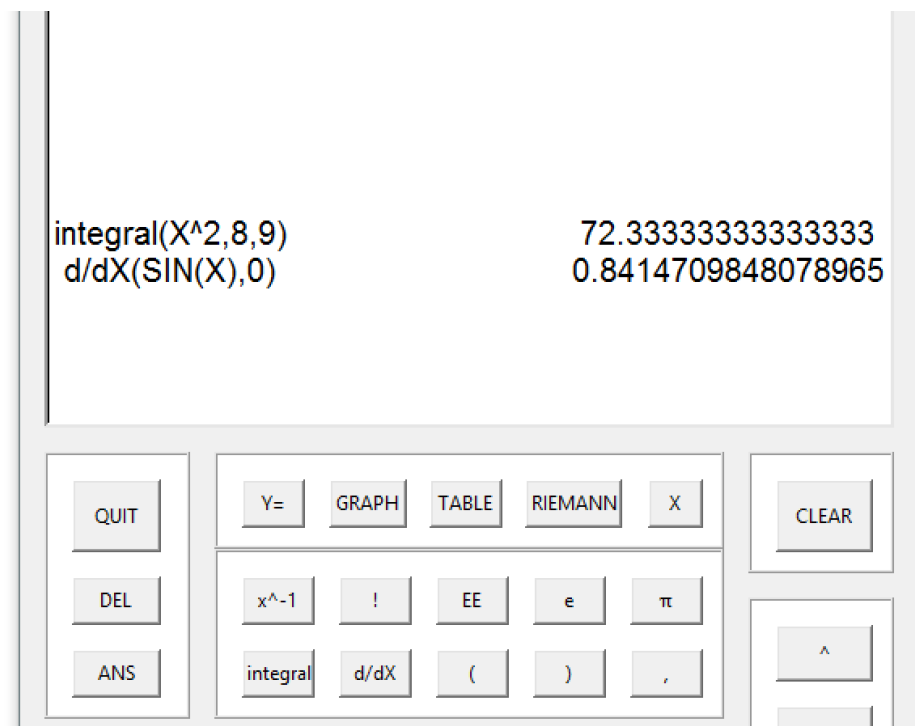 integral(X^2,8,9) 72.33333333333333
d/dX(SIN(X),0) 0.8414709848078965
QUIT Y= GRAPH TABLE RIEMANN X CLEAR
DEL x^-1 ! EE e π
^
ANS integral d/dX ( ) ,